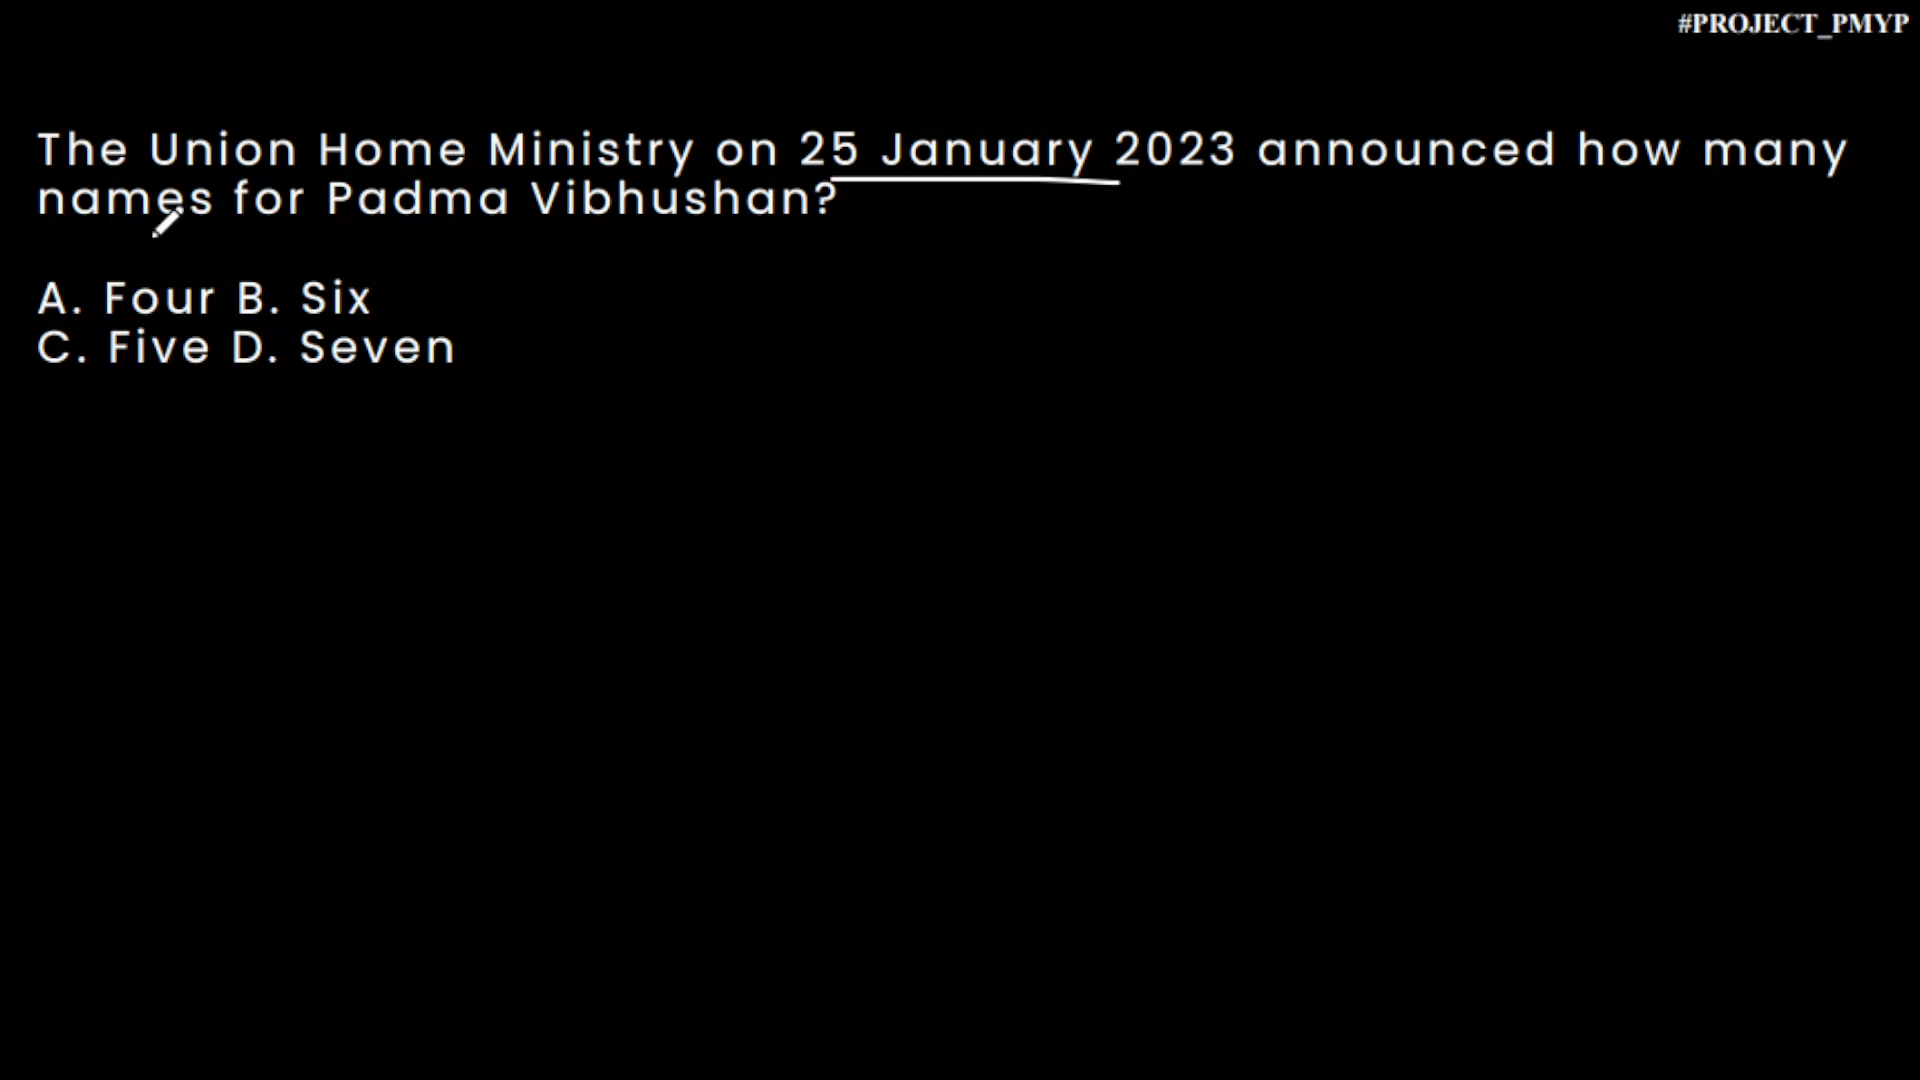 #PROJECT_PMYP
The Union Home Ministry on 25 January 2023 announced how many
names for Padma Vibhushan?
A. Four B. Six
C. Five D. Seven